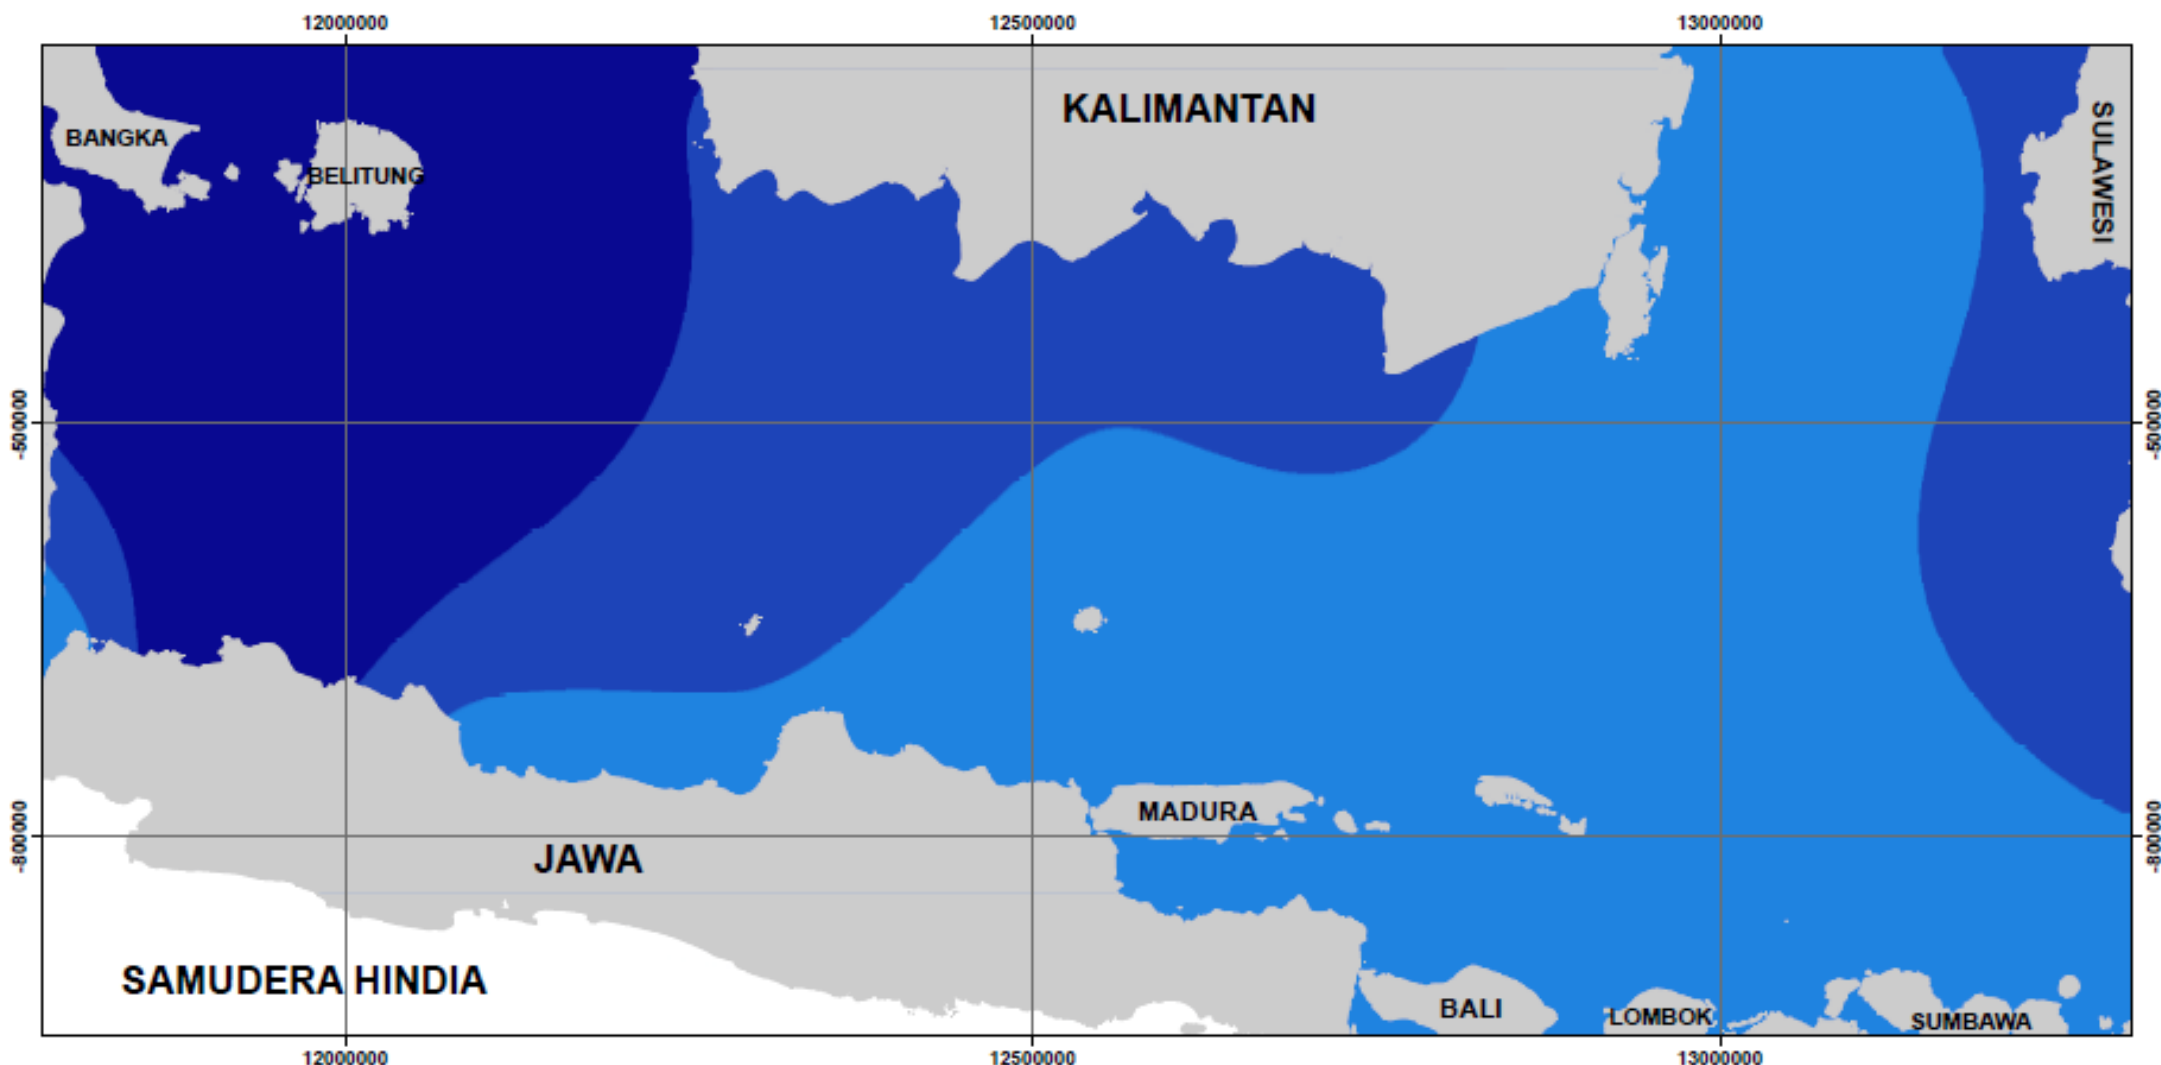 12000000 12500000 13000000
KALIMANTAN
BANGKA
BELITUNG
SULAWESI
-500000 -500000
MADURA
-800000 -800000
JAWA
SAMUDERA HINDIA
BALI
LOMBOK
SUMBAWA
12000000 12500000 13000000